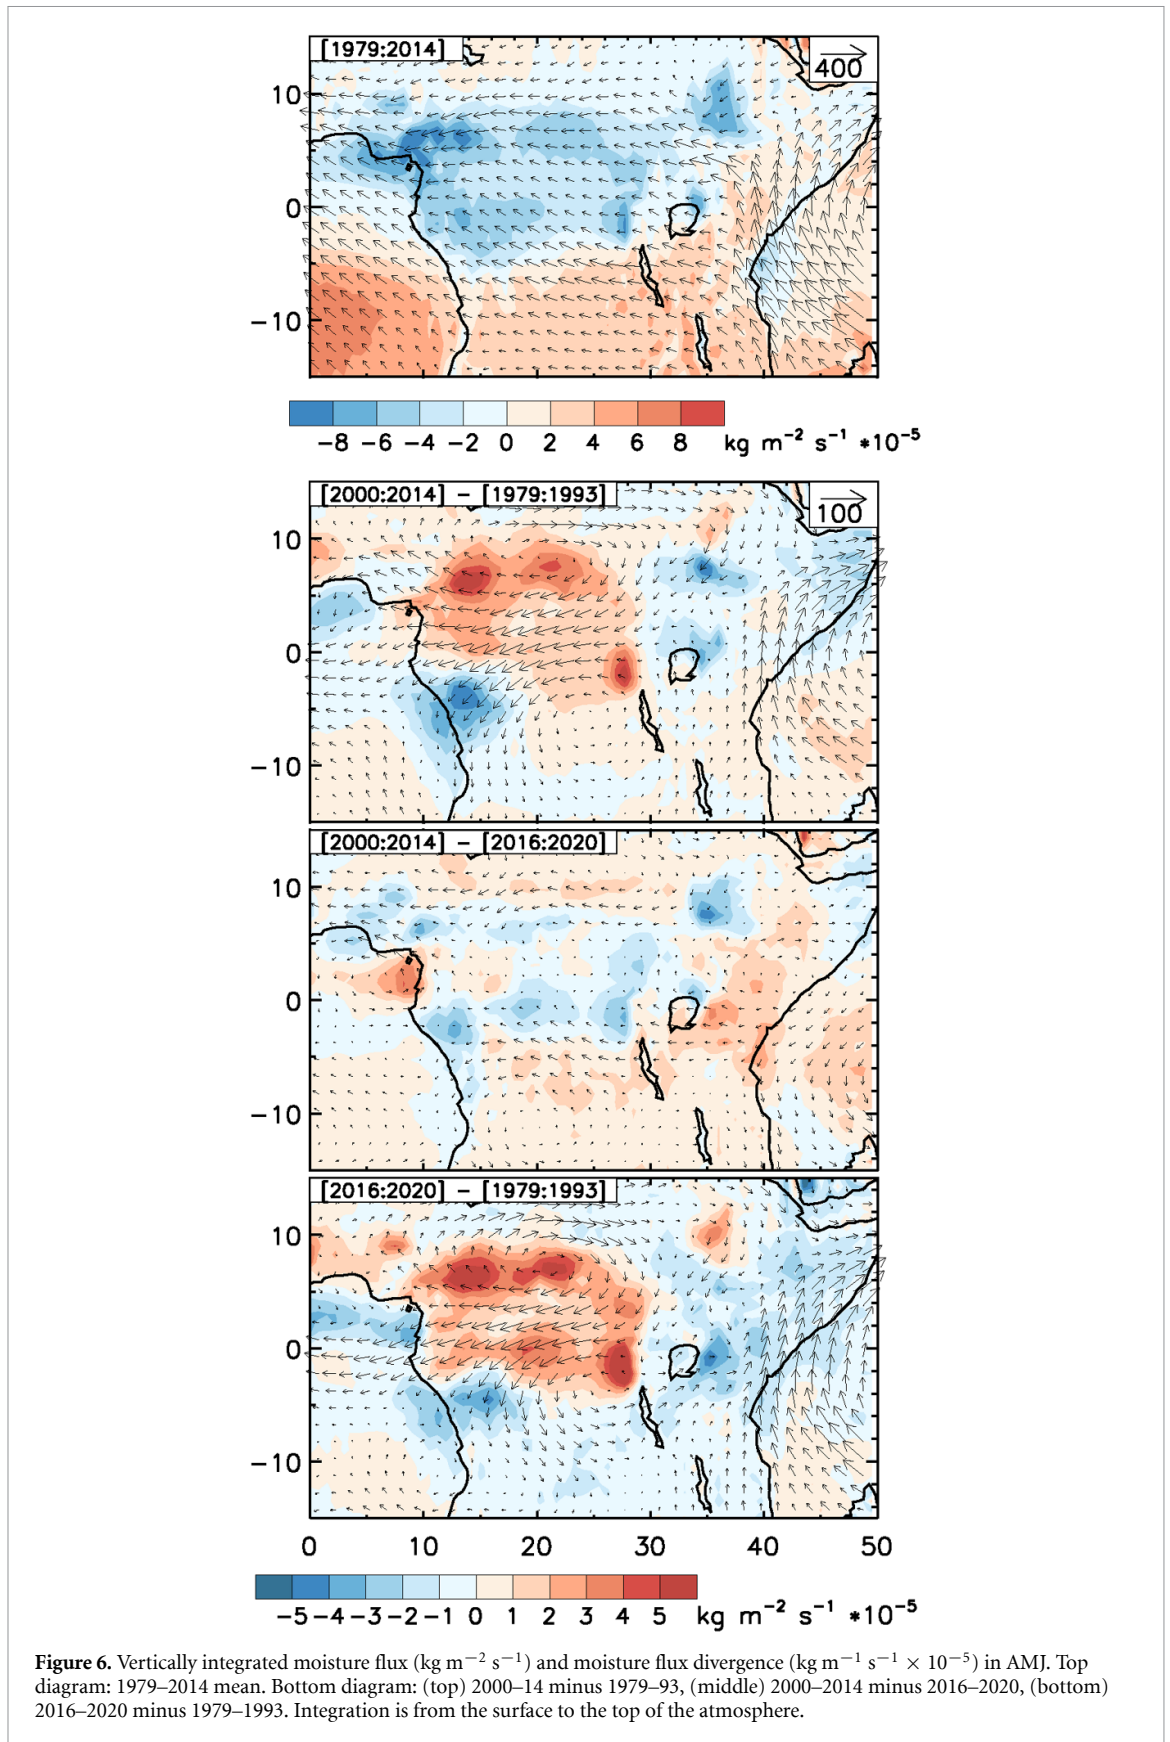 [1979:2014]
400
10
0
−10
−8 −6 −4 −2 0 2 4 6 8 kg m⁻² s⁻¹ *10⁻⁵
[2000:2014] − [1979:1993]
100
10
0
−10
[2000:2014] − [2016:2020]
10
0
−10
[2016:2020] − [1979:1993]
10
0
−10
0 10 20 30 40 50
−5 −4 −3 −2 −1 0 1 2 3 4 5 kg m⁻² s⁻¹ *10⁻⁵
Figure 6. Vertically integrated moisture flux (kg m⁻² s⁻¹) and moisture flux divergence (kg m⁻¹ s⁻¹ × 10⁻⁵) in AMJ. Top
diagram: 1979–2014 mean. Bottom diagram: (top) 2000–14 minus 1979–93, (middle) 2000–2014 minus 2016–2020, (bottom)
2016–2020 minus 1979–1993. Integration is from the surface to the top of the atmosphere.